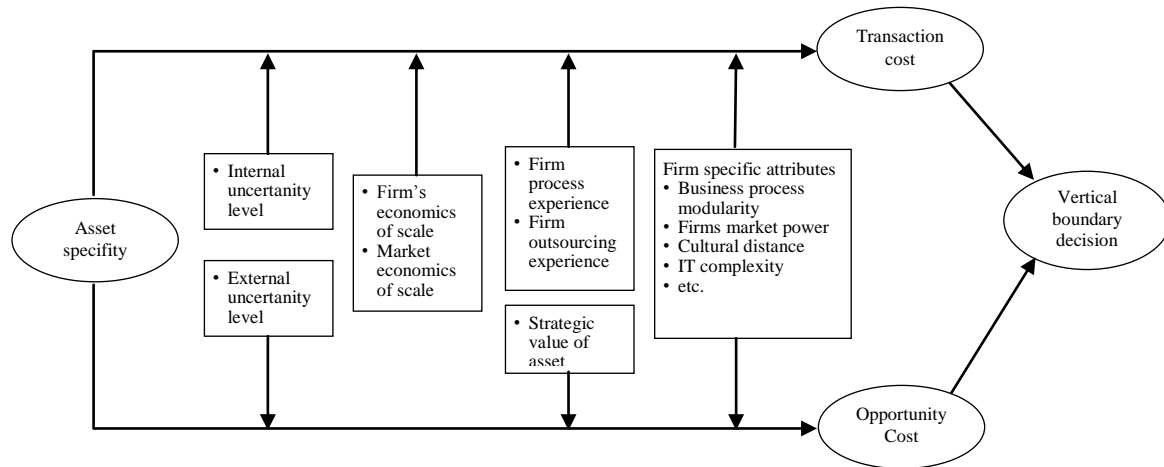 Transaction
cost
• Internal
uncertanity
level
• Firm's
economics
of scale
• Market
economics
of scale
• Firm
process
experience
• Firm
outsourcing
experience
Firm specific attributes
• Business process
modularity
• Firms market power
• Cultural distance
• IT complexity
• etc.
Asset
specifity
Vertical
boundary
decision
• External
uncertanity
level
• Strategic
value of
asset
Opportunity
Cost